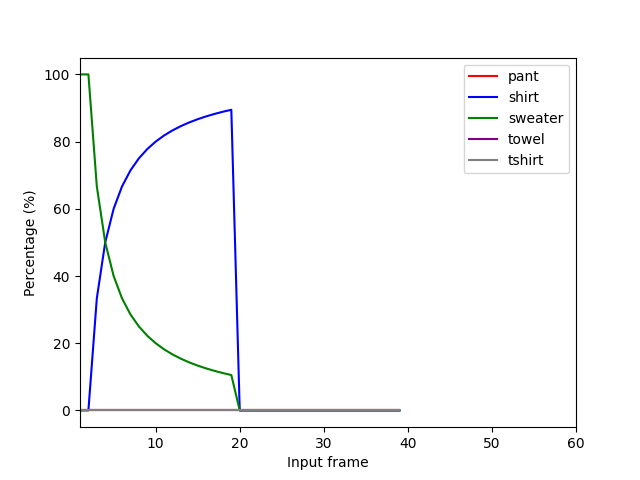 100
80
60
40
20
0
Percentage (%)
pant
shirt
sweater
towel
tshirt
10 20 30 40 50 60
Input frame